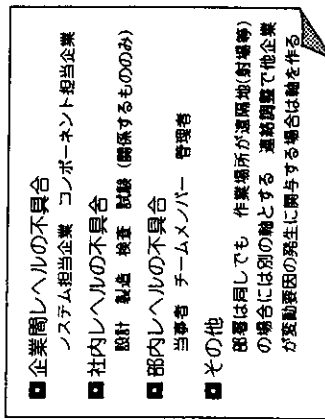 ■ 企業間レベルの不具合
システム担当企業 コンポーネント担当企業
■ 社内レベルの不具合
設計 製造 検査 試験 (関係するもののみ)
■ 部内レベルの不具合
当事者 チームメンバー 管理者
■ その他
部署は同じでも 作業場所が遠隔地(射場等)
の場合には別の軸とする 連絡調整で他企業
が変動要因の発生に関与する場合は軸を作る